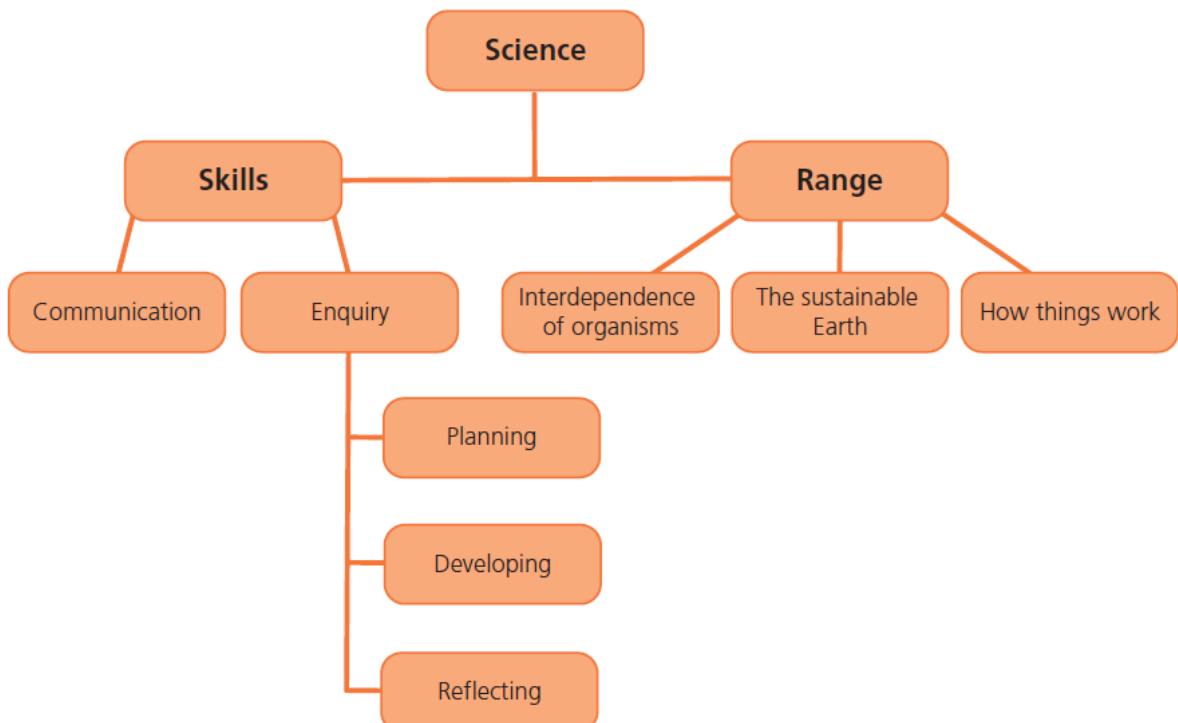 Science
Skills
Range
Communication
Enquiry
Interdependence
of organisms
The sustainable
Earth
How things work
Planning
Developing
Reflecting